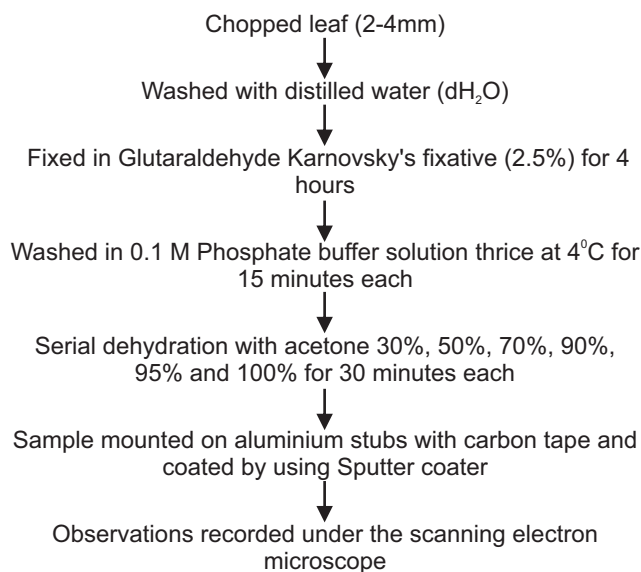 Chopped leaf (2-4mm)
Washed with distilled water (dH₂O)
Fixed in Glutaraldehyde Karnovsky's fixative (2.5%) for 4
hours
Washed in 0.1 M Phosphate buffer solution thrice at 4⁰C for
15 minutes each
Serial dehydration with acetone 30%, 50%, 70%, 90%,
95% and 100% for 30 minutes each
Sample mounted on aluminium stubs with carbon tape and
coated by using Sputter coater
Observations recorded under the scanning electron
microscope